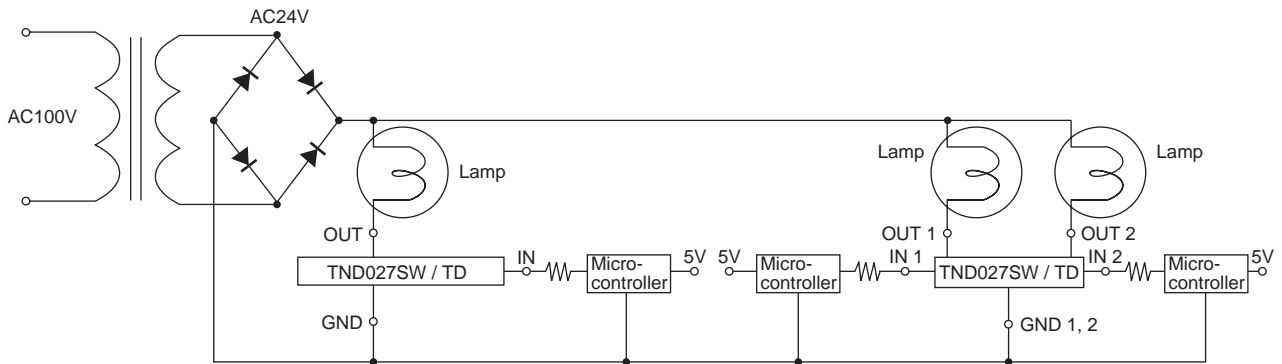 AC24V
AC100V
Lamp
Lamp
Lamp
OUT
OUT 1
OUT 2
TND027SW / TD
IN
Micro-
controller
5V
5V
Micro-
controller
IN 1
TND027SW / TD
IN 2
Micro-
controller
5V
GND
GND 1, 2